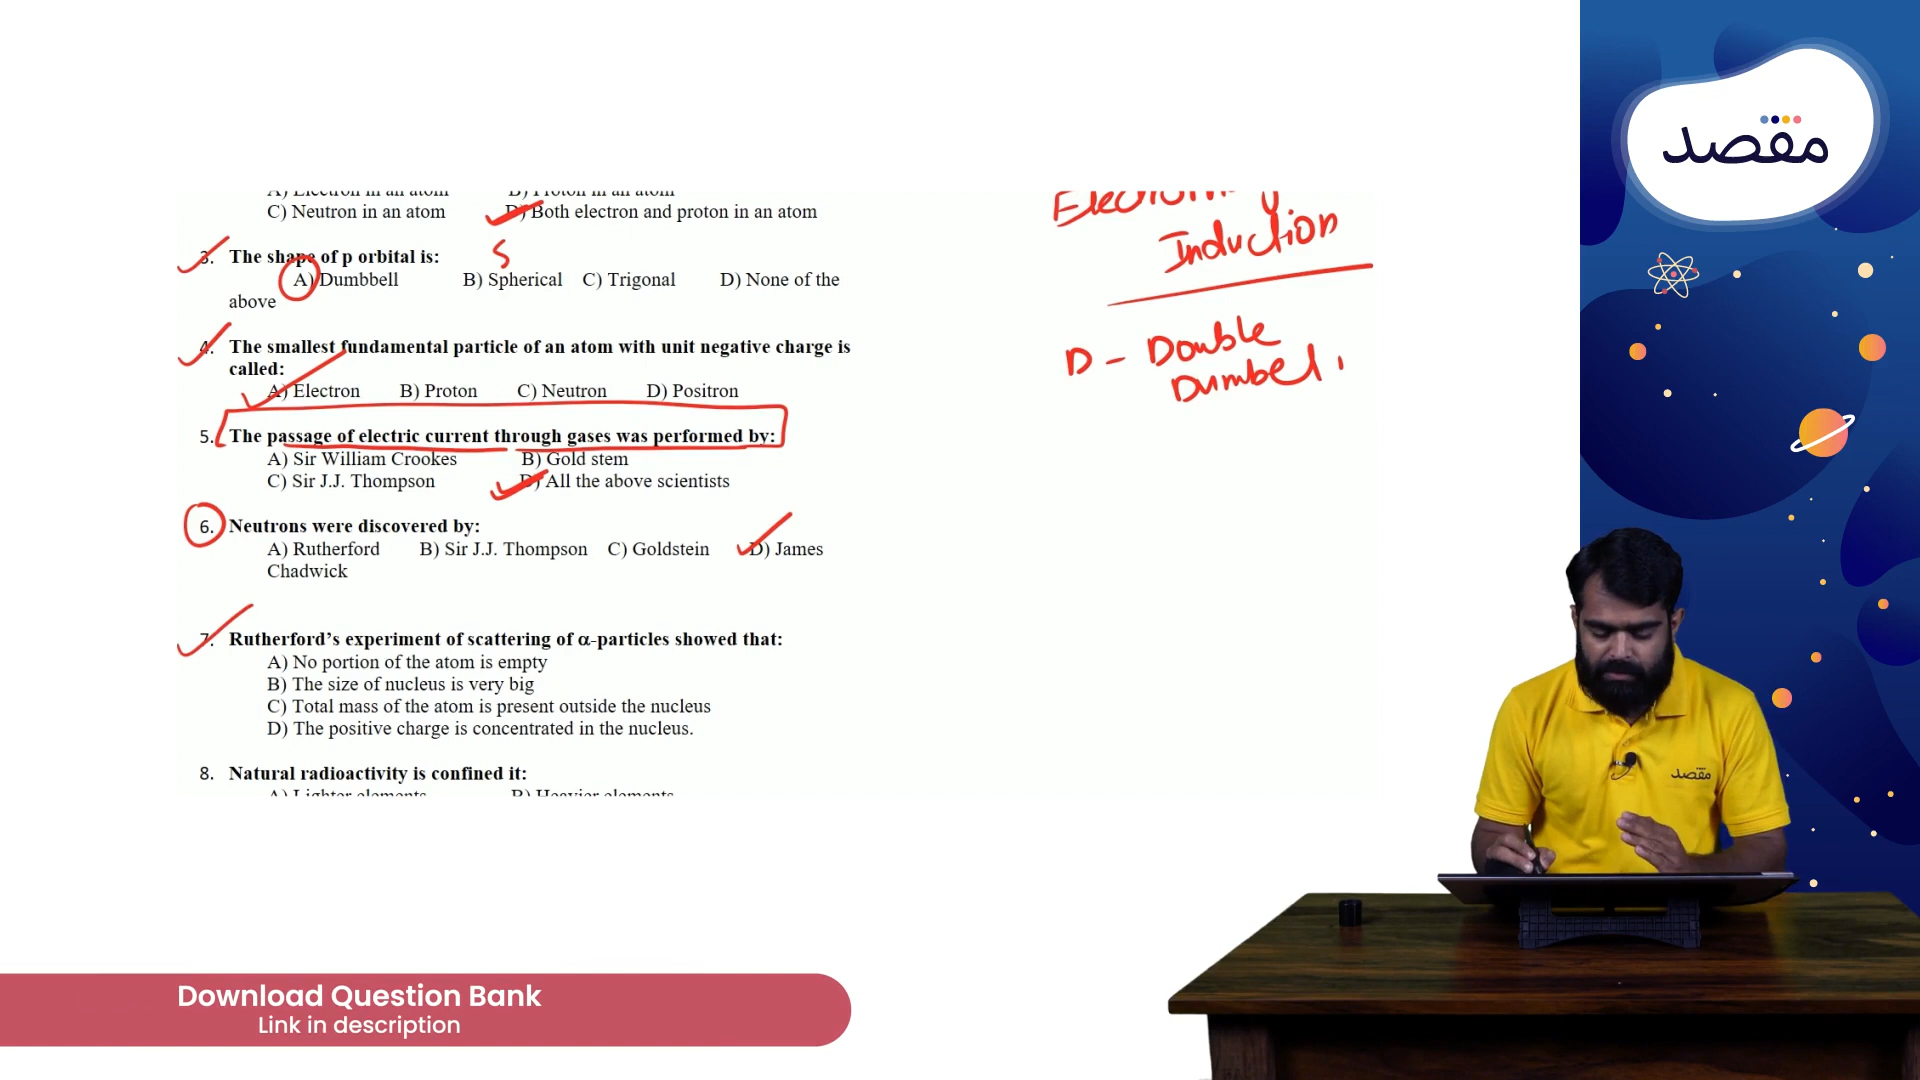 C) Neutron in an atom D) Both electron and proton in an atom
3. The shape of p orbital is:
S
A) Dumbbell B) Spherical C) Trigonal D) None of the
above
4. The smallest fundamental particle of an atom with unit negative charge is
called:
A) Electron B) Proton C) Neutron D) Positron
5. The passage of electric current through gases was performed by:
A) Sir William Crookes B) Gold stem
C) Sir J.J. Thompson D) All the above scientists
6. Neutrons were discovered by:
A) Rutherford B) Sir J.J. Thompson C) Goldstein D) James
Chadwick
7. Rutherford’s experiment of scattering of α-particles showed that:
A) No portion of the atom is empty
B) The size of nucleus is very big
C) Total mass of the atom is present outside the nucleus
D) The positive charge is concentrated in the nucleus.
8. Natural radioactivity is confined it:
A) Lighter elements B) Heavier elements
Induction
D - Double
Dumbel
مقصد
مقصد
Download Question Bank
Link in description